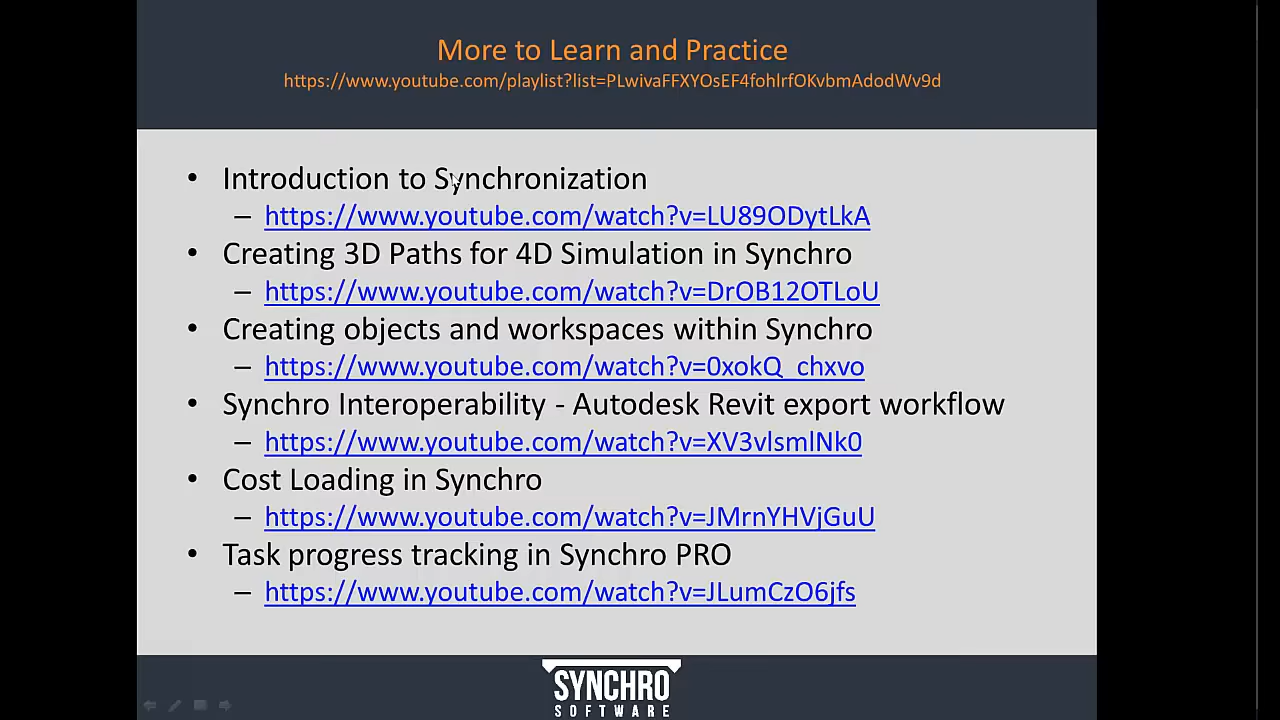 More to Learn and Practice
https://www.youtube.com/playlist?list=PLwivaFFXYOsEF4fohlrfOKvbmAdodWv9d
• Introduction to Synchronization
– https://www.youtube.com/watch?v=LU89ODytLkA
• Creating 3D Paths for 4D Simulation in Synchro
– https://www.youtube.com/watch?v=DrOB12OTLoU
• Creating objects and workspaces within Synchro
– https://www.youtube.com/watch?v=0xokQ_chxvo
• Synchro Interoperability - Autodesk Revit export workflow
– https://www.youtube.com/watch?v=XV3vlsmlNk0
• Cost Loading in Synchro
– https://www.youtube.com/watch?v=JMrnYHVjGuU
• Task progress tracking in Synchro PRO
– https://www.youtube.com/watch?v=JLumCzO6jfs
SYNCHRO
SOFTWARE